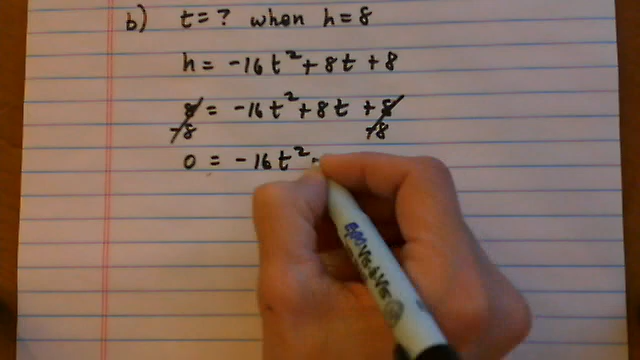 b) t = ? when h = 8
h = -16t² + 8t + 8
8 = -16t² + 8t + 8
-8 -8
0 = -16t²